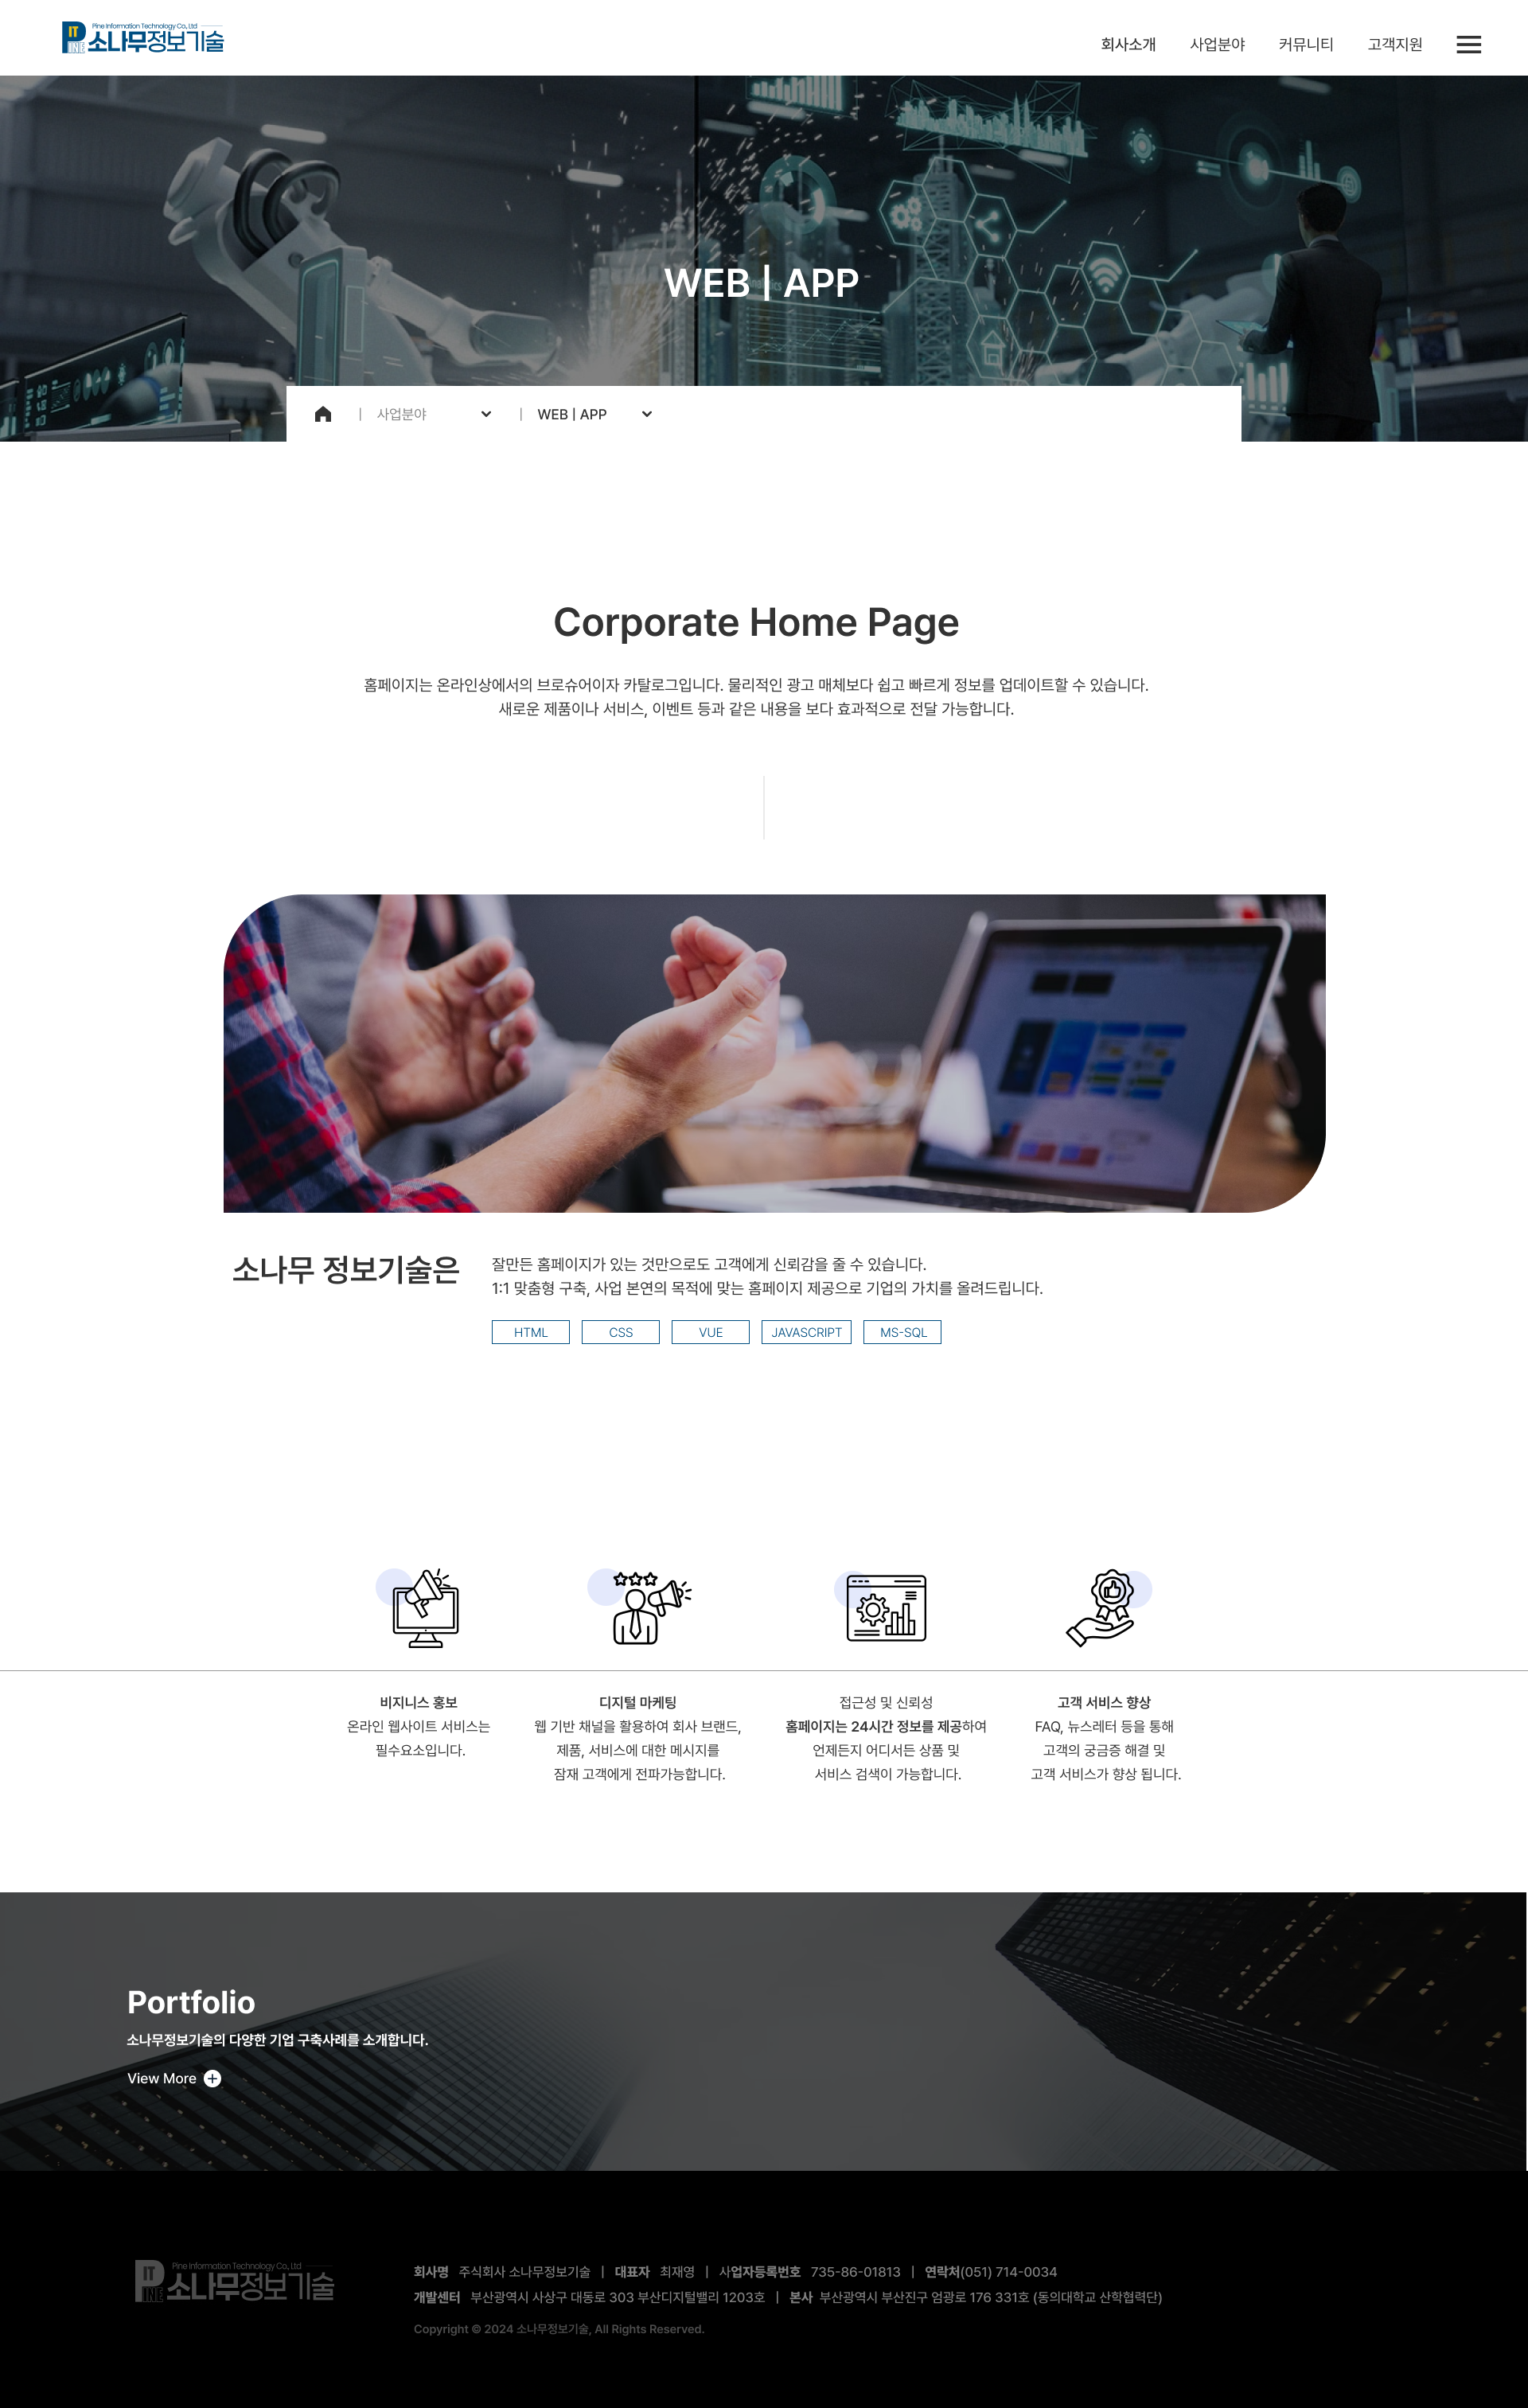 Pine Information Technology Co., Ltd
IT
PINE 소나무정보기술
회사소개 사업분야 커뮤니티 고객지원
WEB | APP
| 사업분야 | WEB | APP
Corporate Home Page
홈페이지는 온라인상에서의 브로슈어이자 카탈로그입니다. 물리적인 광고 매체보다 쉽고 빠르게 정보를 업데이트할 수 있습니다.
새로운 제품이나 서비스, 이벤트 등과 같은 내용을 보다 효과적으로 전달 가능합니다.
소나무 정보기술은
잘만든 홈페이지가 있는 것만으로도 고객에게 신뢰감을 줄 수 있습니다.
1:1 맞춤형 구축, 사업 본연의 목적에 맞는 홈페이지 제공으로 기업의 가치를 올려드립니다.
HTML CSS VUE JAVASCRIPT MS-SQL
비지니스 홍보
온라인 웹사이트 서비스는
필수요소입니다.
디지털 마케팅
웹 기반 채널을 활용하여 회사 브랜드,
제품, 서비스에 대한 메시지를
잠재 고객에게 전파가능합니다.
접근성 및 신뢰성
홈페이지는 24시간 정보를 제공하여
언제든지 어디서든 상품 및
서비스 검색이 가능합니다.
고객 서비스 향상
FAQ, 뉴스레터 등을 통해
고객의 궁금증 해결 및
고객 서비스가 향상 됩니다.
Portfolio
소나무정보기술의 다양한 기업 구축사례를 소개합니다.
View More
Pine Information Technology Co., Ltd
IT
PINE 소나무정보기술
회사명 주식회사 소나무정보기술 | 대표자 최재영 | 사업자등록번호 735-86-01813 | 연락처(051) 714-0034
개발센터 부산광역시 사상구 대동로 303 부산디지털밸리 1203호 | 본사 부산광역시 부산진구 엄광로 176 331호 (동의대학교 산학협력단)
Copyright © 2024 소나무정보기술, All Rights Reserved.